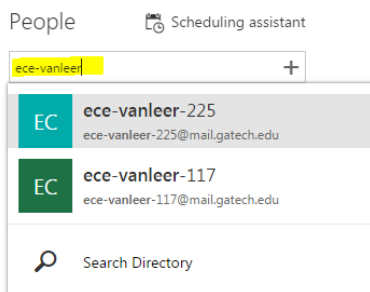 People
Scheduling assistant
ece-vanleer
EC
ece-vanleer-225
ece-vanleer-225@mail.gatech.edu
EC
ece-vanleer-117
ece-vanleer-117@mail.gatech.edu
Search Directory